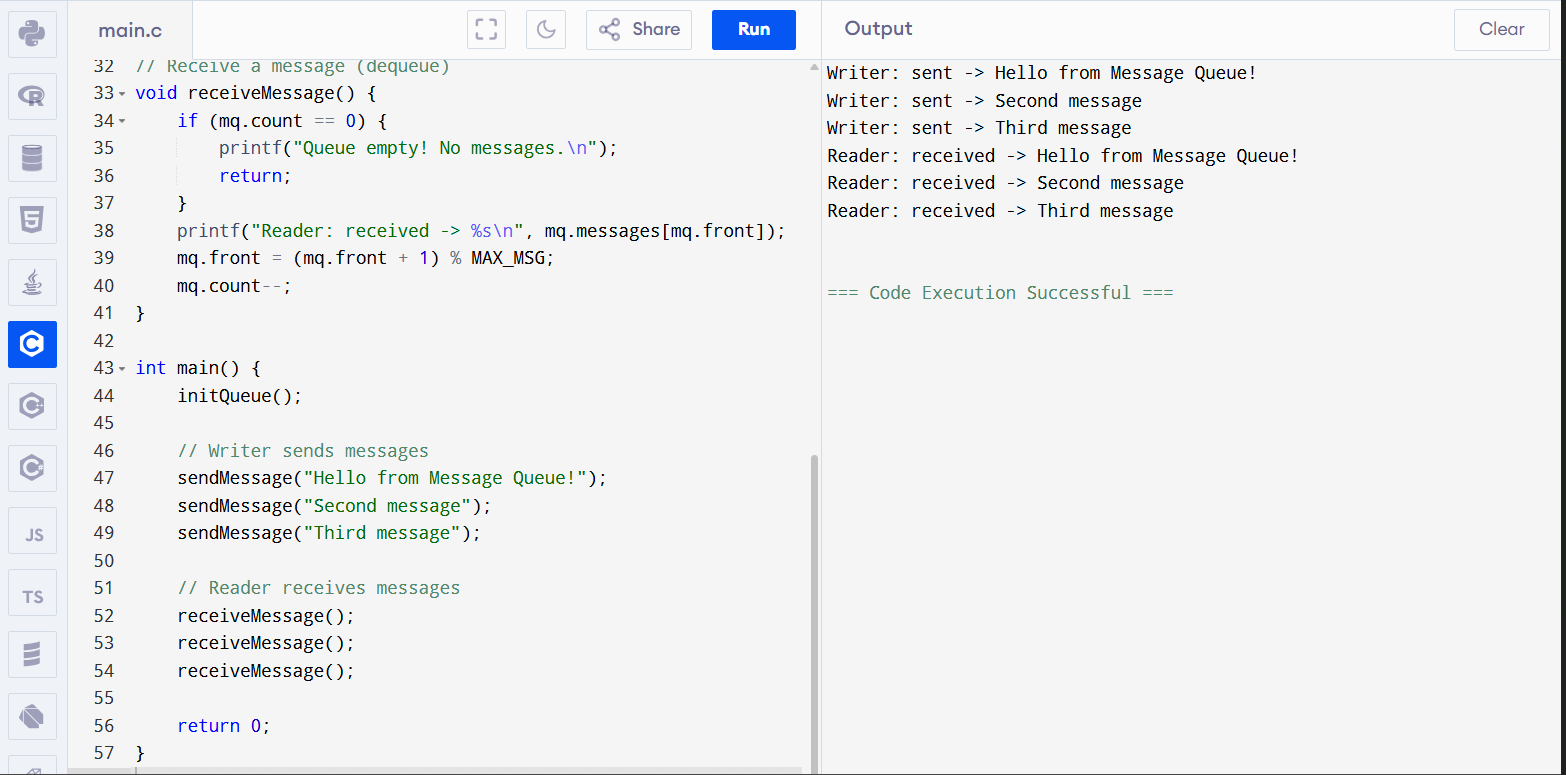 main.c
Share
Run
Output
Clear
32 // Receive a message (dequeue)
33 void receiveMessage() {
34     if (mq.count == 0) {
35         printf("Queue empty! No messages.\n");
36         return;
37     }
38     printf("Reader: received -> %s\n", mq.messages[mq.front]);
39     mq.front = (mq.front + 1) % MAX_MSG;
40     mq.count--;
41 }
42
43 int main() {
44     initQueue();
45
46     // Writer sends messages
47     sendMessage("Hello from Message Queue!");
48     sendMessage("Second message");
49     sendMessage("Third message");
50
51     // Reader receives messages
52     receiveMessage();
53     receiveMessage();
54     receiveMessage();
55
56     return 0;
57 }
Writer: sent -> Hello from Message Queue!
Writer: sent -> Second message
Writer: sent -> Third message
Reader: received -> Hello from Message Queue!
Reader: received -> Second message
Reader: received -> Third message
=== Code Execution Successful ===
R
5
C
C
C
JS
TS